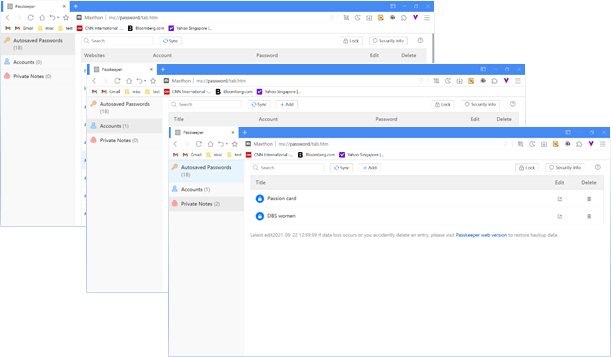 Passkeeper
Maxthon | mx://password/tab.htm
Gmail misc test CNN International -... Bloomberg.com Yahoo Singapore |...
Autosaved Passwords (18)
Search Sync Lock Security Info
Accounts (0)
Private Notes (0)
Websites Account Password Edit Delete
Passkeeper
Maxthon | mx://password/tab.htm
Gmail misc test CNN International -... Bloomberg.com Yahoo Singapore |...
Autosaved Passwords (18)
Search Sync + Add Lock Security Info
Accounts (1)
Private Notes (0)
Title Account Password Edit Delete
Passkeeper
Maxthon | mx://password/tab.htm
Gmail misc test CNN International -... Bloomberg.com Yahoo Singapore |...
Autosaved Passwords (18)
Search Sync + Add Lock Security Info
Accounts (1)
Private Notes (2)
Title Edit Delete
Passion card
DBS women
Latest edit:2021-09-22 12:59:59 If data loss occurs or you accidently delete an entry, please visit Passkeeper web version to restore backup data.